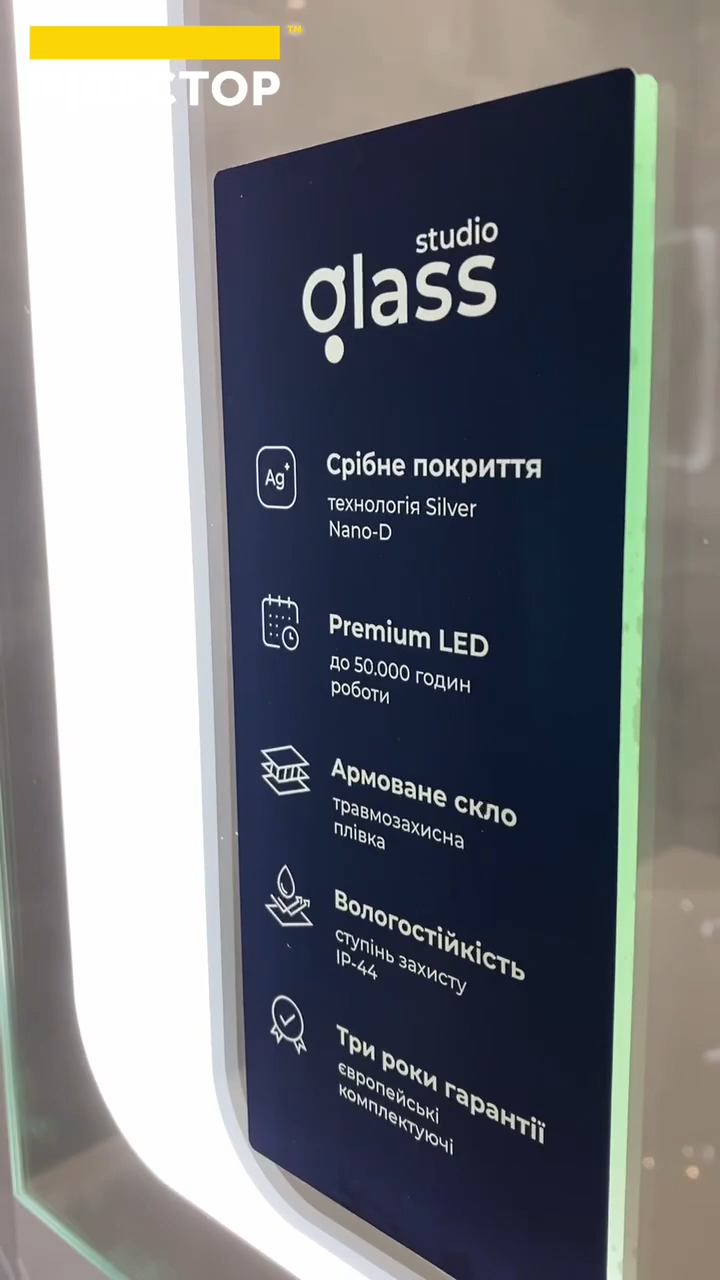 ™
studio
glass
Ag+
Срібне покриття
технологія Silver
Nano-D
Premium LED
до 50.000 годин
роботи
Армоване скло
травмозахисна
плівка
Вологостійкість
ступінь захисту
IP-44
Три роки гарантії
європейські
комплектуючі